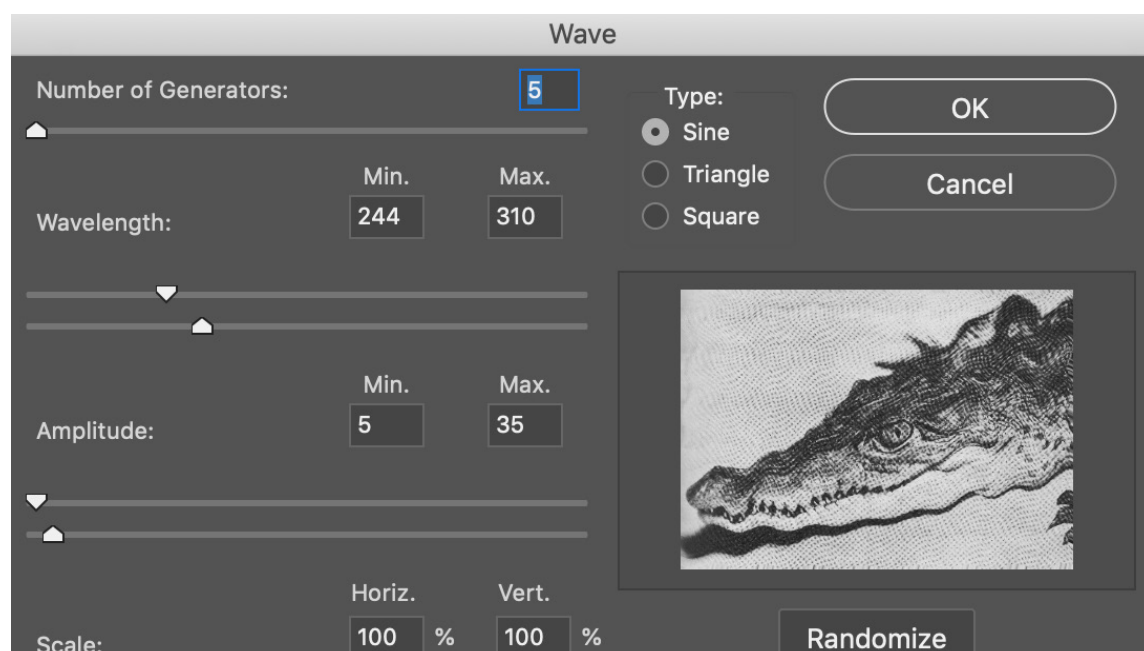 Wave
Number of Generators:
5
Type:
Sine
Triangle
Square
OK
Cancel
Min.
Max.
Wavelength:
244
310
Min.
Max.
Amplitude:
5
35
Horiz.
Vert.
Scale:
100 %
100 %
Randomize